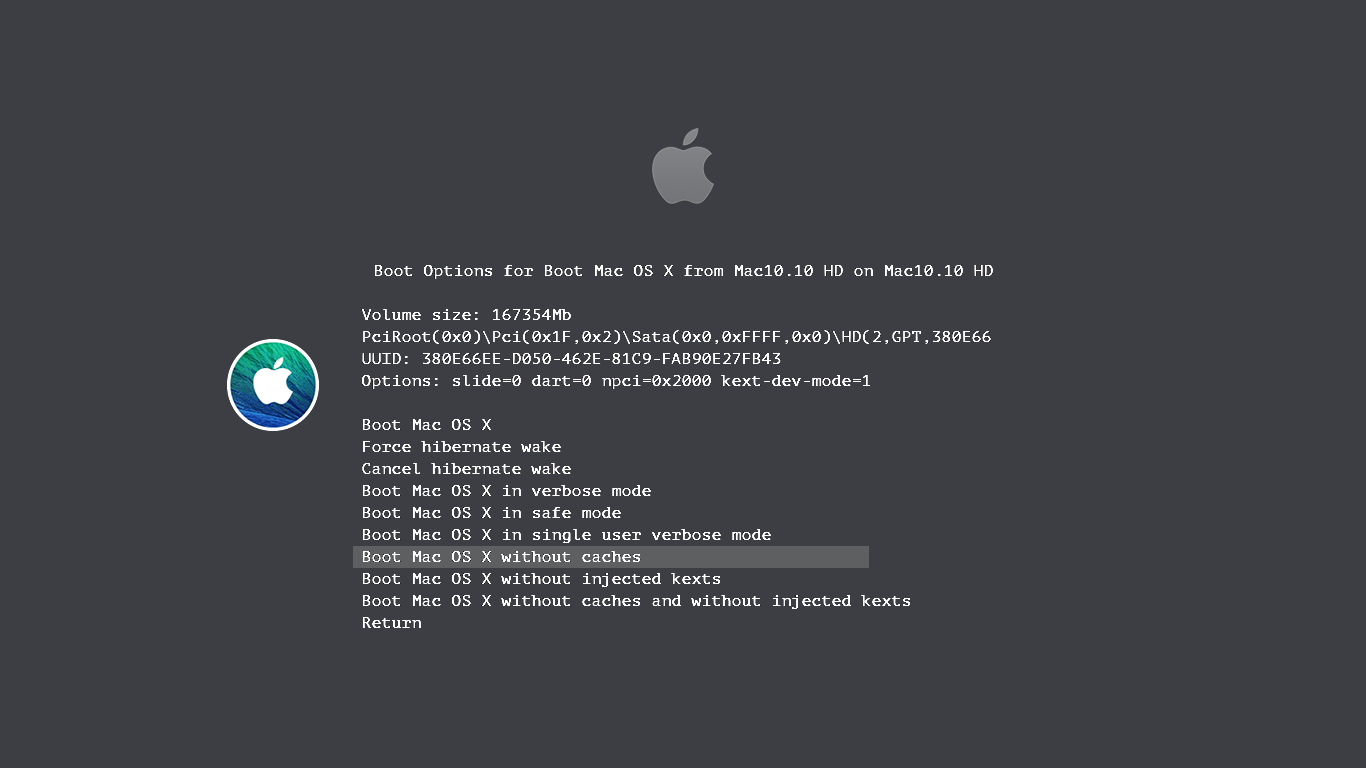 Boot Options for Boot Mac OS X from Mac10.10 HD on Mac10.10 HD
Volume size: 167354Mb
PciRoot(0x0)\Pci(0x1F,0x2)\Sata(0x0,0xFFFF,0x0)\HD(2,GPT,380E66
UUID: 380E66EE-D050-462E-81C9-FAB90E27FB43
Options: slide=0 dart=0 npci=0x2000 kext-dev-mode=1
Boot Mac OS X
Force hibernate wake
Cancel hibernate wake
Boot Mac OS X in verbose mode
Boot Mac OS X in safe mode
Boot Mac OS X in single user verbose mode
Boot Mac OS X without caches
Boot Mac OS X without injected kexts
Boot Mac OS X without caches and without injected kexts
Return